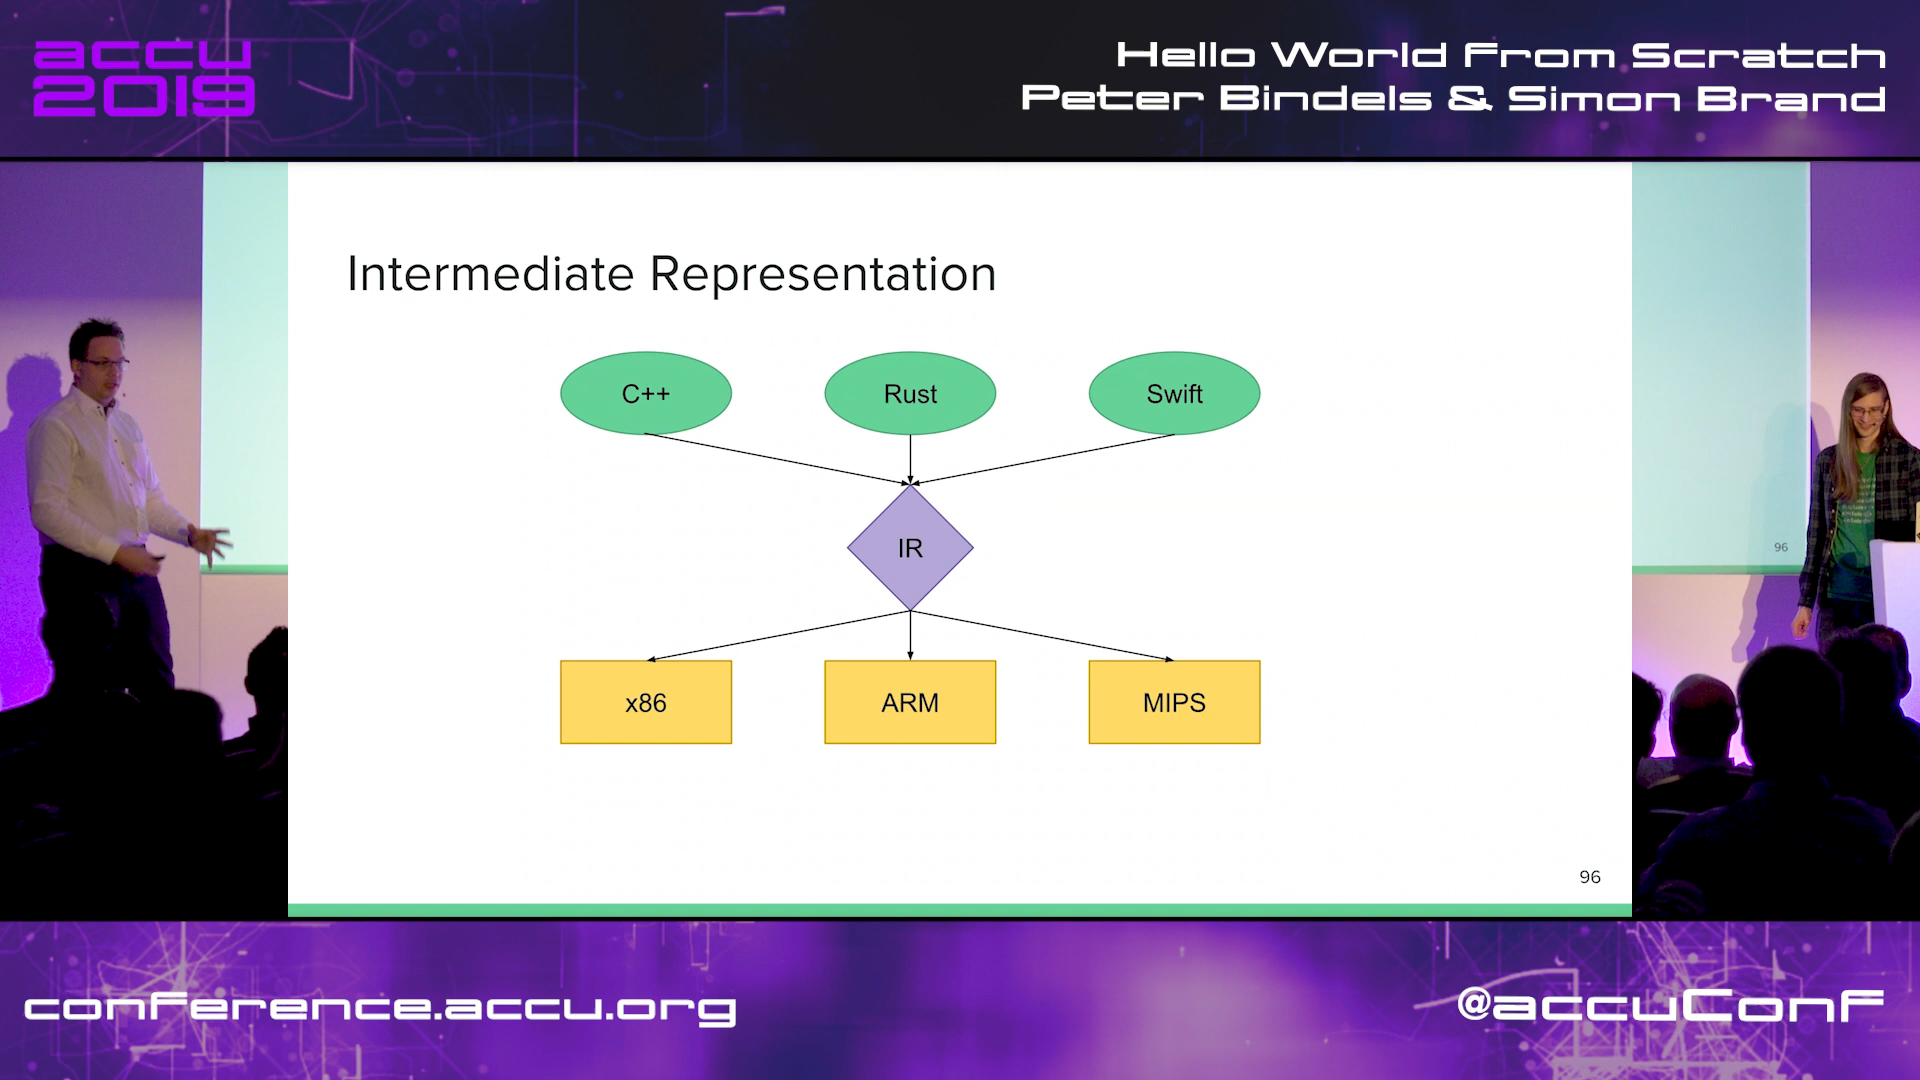 accu
2019
Hello World From Scratch
Peter Bindels & Simon Brand
Intermediate Representation
C++
Rust
Swift
IR
x86
ARM
MIPS
96
96
conference.accu.org
@accuConf